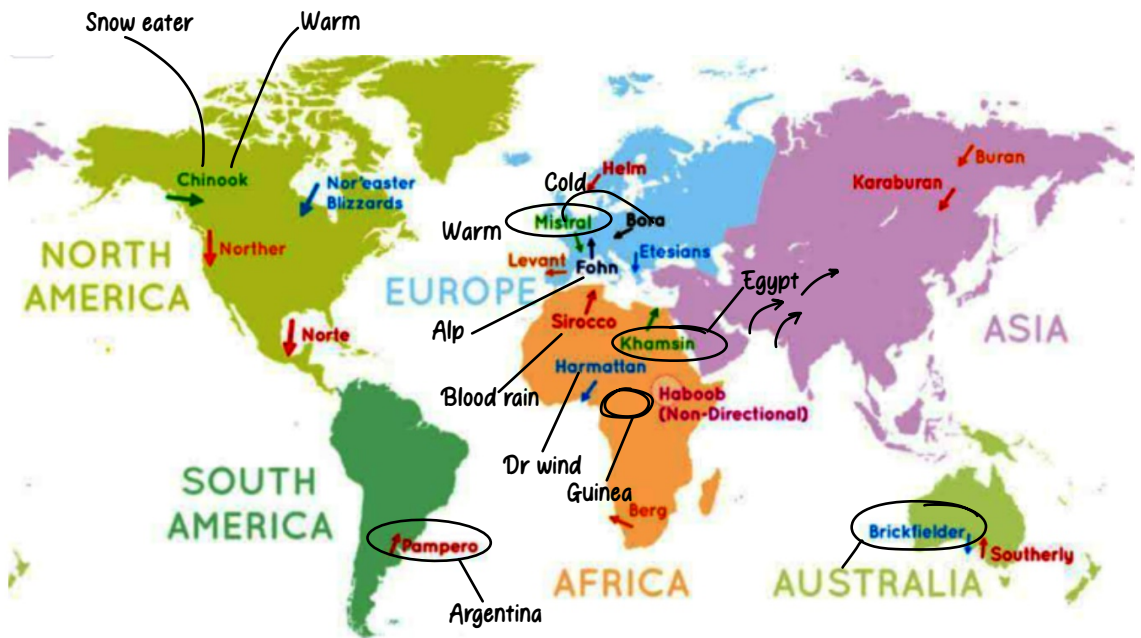 Snow eater
Warm
Chinook
Nor'easter
Blizzards
Norther
NORTH
AMERICA
Norte
Helm
Cold
Mistral
Bora
Warm
Levant
Fohn
Etesians
EUROPE
Alp
Buran
Karaburan
Egypt
ASIA
Sirocco
Khamsin
Harmattan
Blood rain
Haboob
(Non-Directional)
Dr wind
Guinea
SOUTH
AMERICA
Pampero
Argentina
Berg
AFRICA
Brickfielder
Southerly
AUSTRALIA